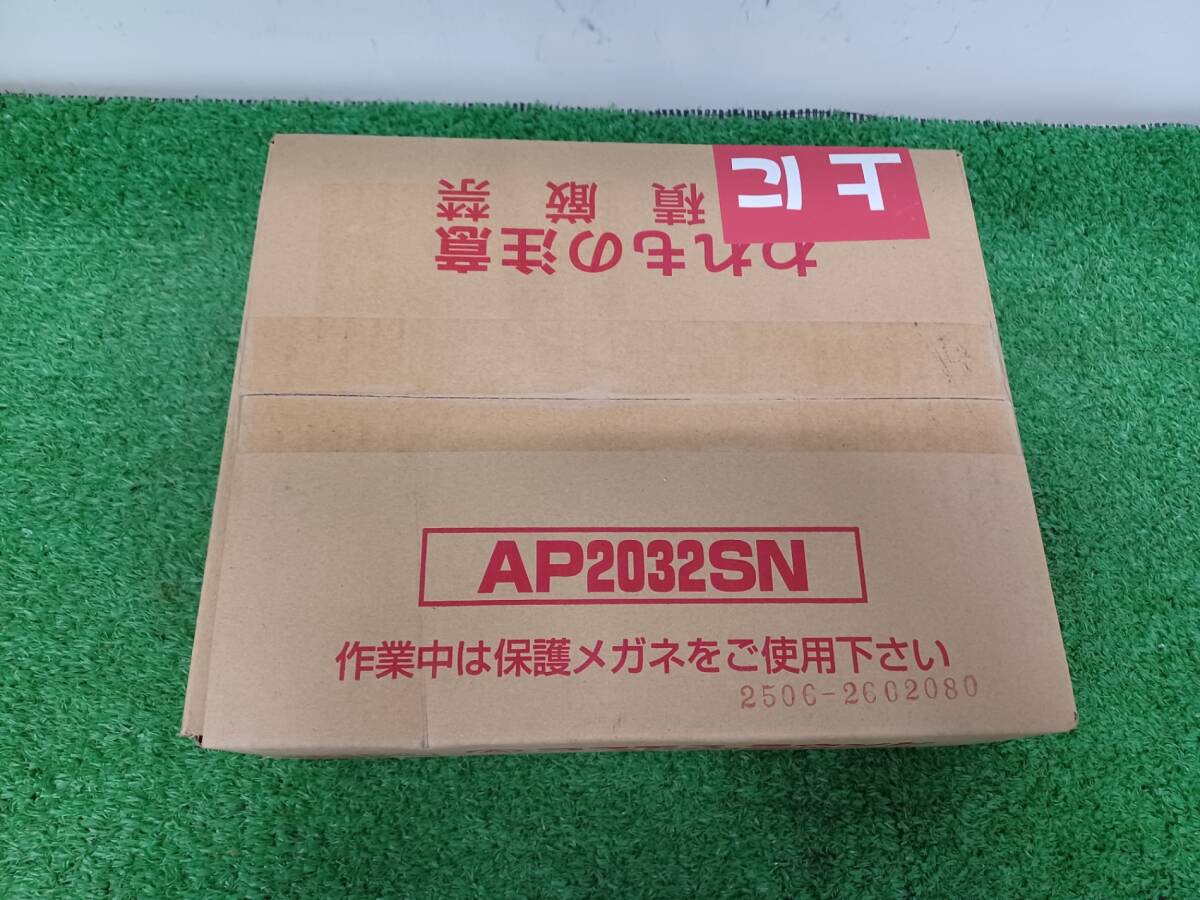 われもの注意
上に 積 厳 禁
AP2032SN
作業中は保護メガネをご使用下さい
2506-2602080